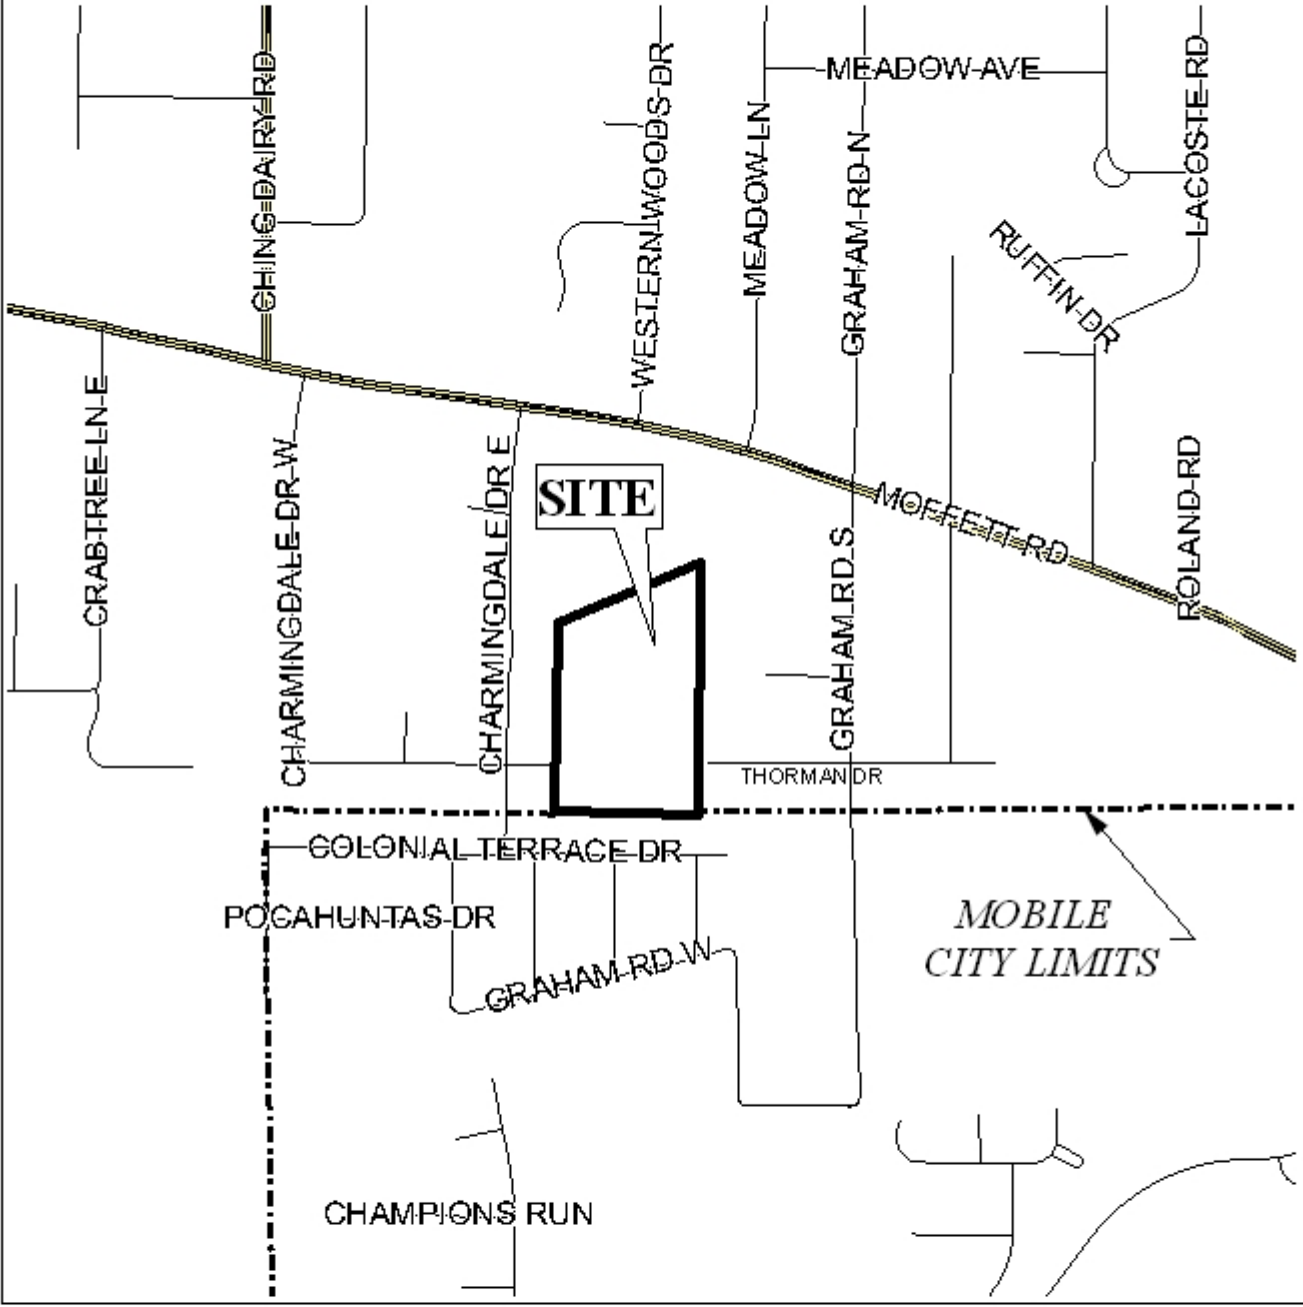 CHING DAIRY RD
WESTERN WOODS DR
MEADOW LN
MEADOW AVE
GRAHAM RD N
LACOSTE RD
RUFFIN DR
CRABTREE LN E
CHARMINGDALE DR W
CHARMINGDALE DR E
SITE
MOFFETT RD
ROLAND RD
GRAHAM RD S
THORMAN DR
COLONIAL TERRACE DR
POCAHUNTAS DR
GRAHAM RD W
MOBILE
CITY LIMITS
CHAMPIONS RUN